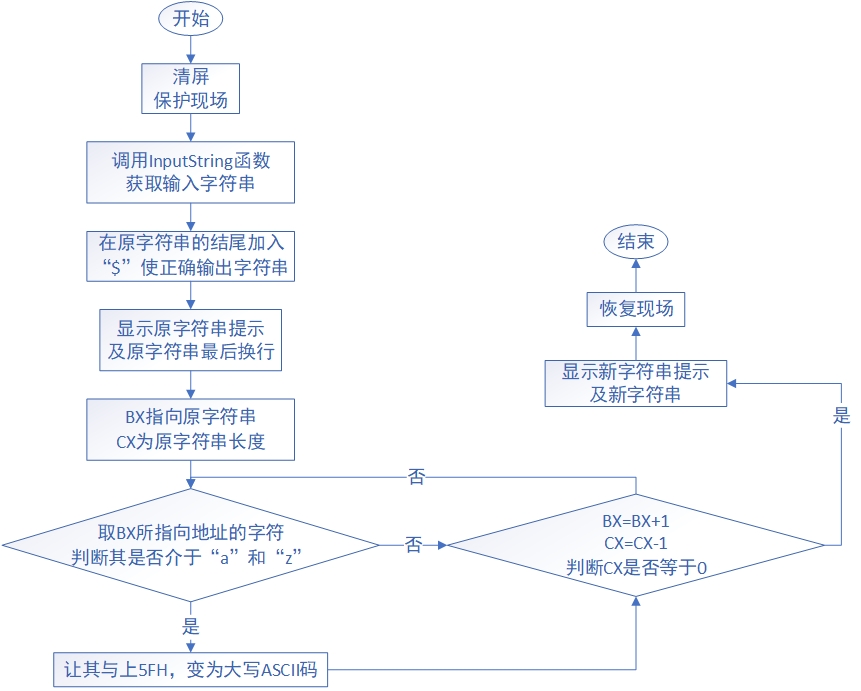 开始
清屏
保护现场
调用InputString函数
获取输入字符串
在原字符串的结尾加入
“$”使正确输出字符串
显示原字符串提示
及原字符串最后换行
BX指向原字符串
CX为原字符串长度
取BX所指向地址的字符
判断其是否介于“a”和“z”
是
让其与上5FH，变为大写ASCII码
否
否
BX=BX+1
CX=CX-1
判断CX是否等于0
是
显示新字符串提示
及新字符串
恢复现场
结束